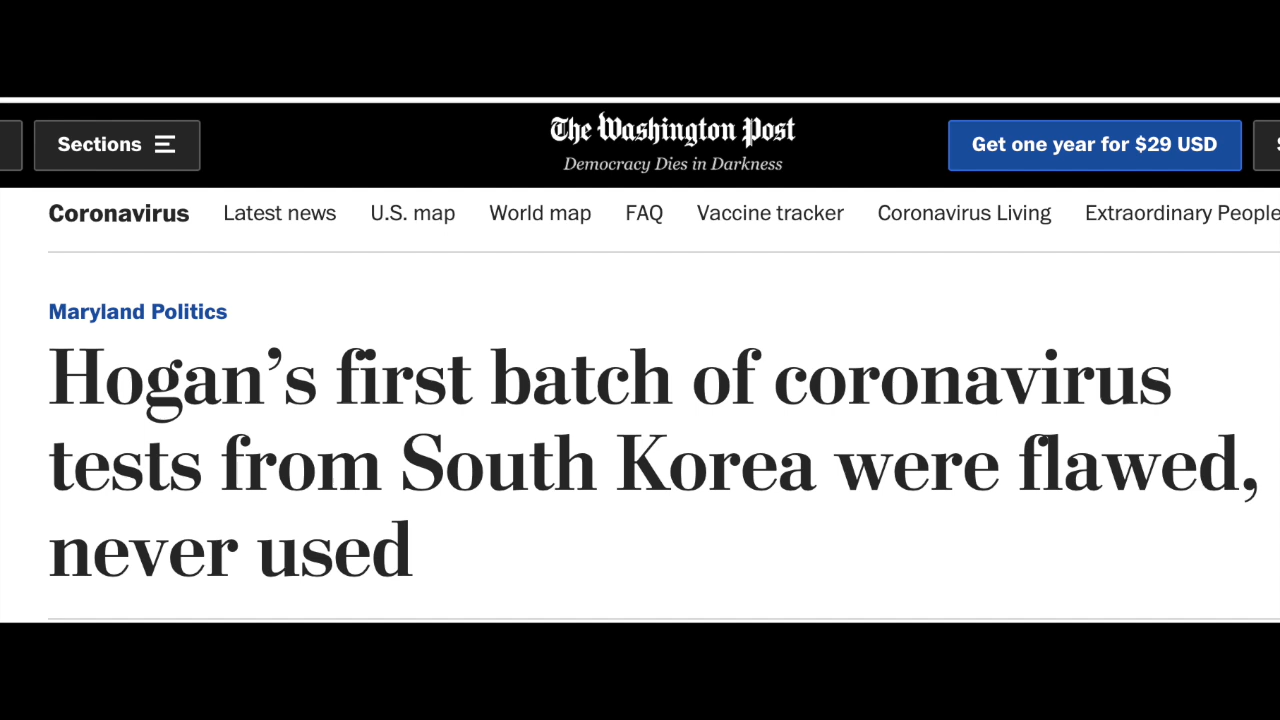 Sections
The Washington Post
Democracy Dies in Darkness
Get one year for $29 USD
Coronavirus Latest news U.S. map World map FAQ Vaccine tracker Coronavirus Living Extraordinary People
Maryland Politics
Hogan’s first batch of coronavirus
tests from South Korea were flawed,
never used